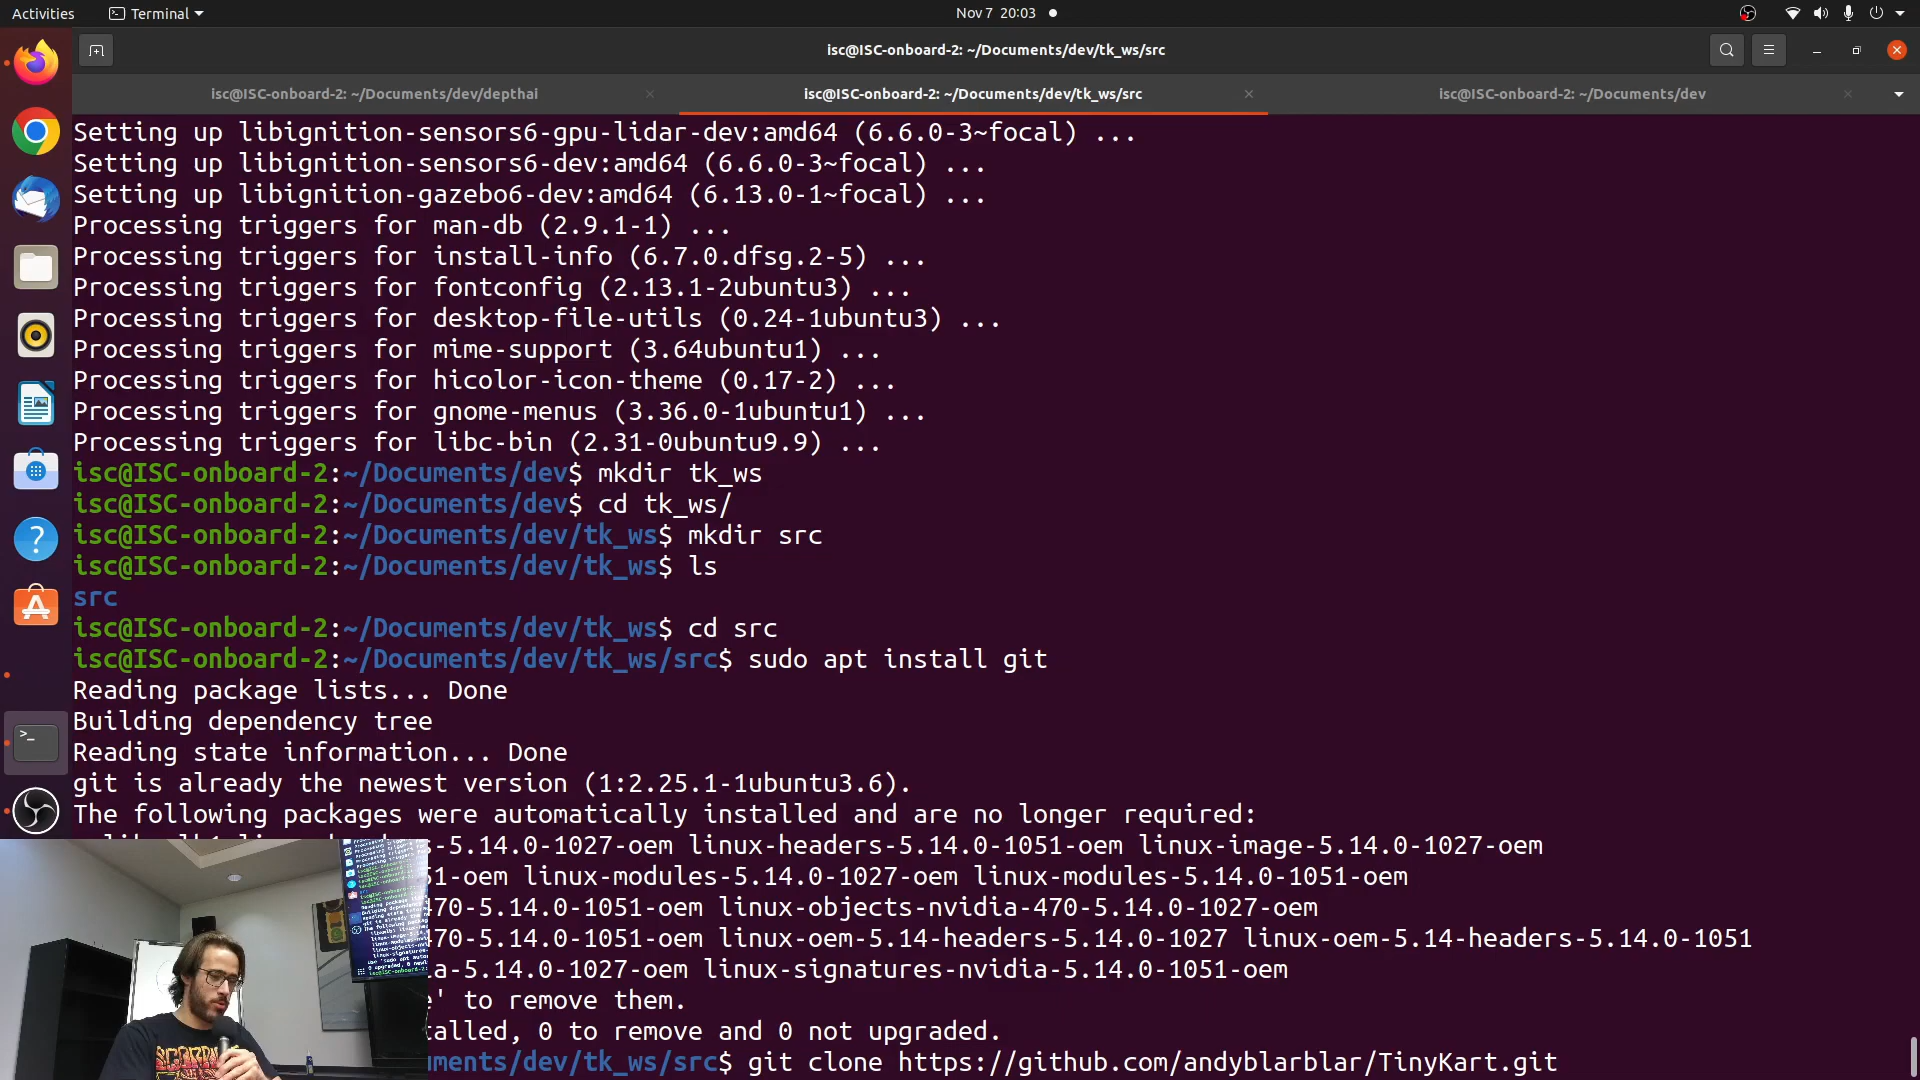 Activities
Terminal
Nov 7 20:03
isc@ISC-onboard-2: ~/Documents/dev/tk_ws/src
isc@ISC-onboard-2: ~/Documents/dev/depthai
isc@ISC-onboard-2: ~/Documents/dev/tk_ws/src
isc@ISC-onboard-2: ~/Documents/dev
Setting up libignition-sensors6-gpu-lidar-dev:amd64 (6.6.0-3~focal) ...
Setting up libignition-sensors6-dev:amd64 (6.6.0-3~focal) ...
Setting up libignition-gazebo6-dev:amd64 (6.13.0-1~focal) ...
Processing triggers for man-db (2.9.1-1) ...
Processing triggers for install-info (6.7.0.dfsg.2-5) ...
Processing triggers for fontconfig (2.13.1-2ubuntu3) ...
Processing triggers for desktop-file-utils (0.24-1ubuntu3) ...
Processing triggers for mime-support (3.64ubuntu1) ...
Processing triggers for hicolor-icon-theme (0.17-2) ...
Processing triggers for gnome-menus (3.36.0-1ubuntu1) ...
Processing triggers for libc-bin (2.31-0ubuntu9.9) ...
isc@ISC-onboard-2:~/Documents/dev$ mkdir tk_ws
isc@ISC-onboard-2:~/Documents/dev$ cd tk_ws/
isc@ISC-onboard-2:~/Documents/dev/tk_ws$ mkdir src
isc@ISC-onboard-2:~/Documents/dev/tk_ws$ ls
src
isc@ISC-onboard-2:~/Documents/dev/tk_ws$ cd src
isc@ISC-onboard-2:~/Documents/dev/tk_ws/src$ sudo apt install git
Reading package lists... Done
Building dependency tree
Reading state information... Done
git is already the newest version (1:2.25.1-1ubuntu3.6).
The following packages were automatically installed and are no longer required:
-5.14.0-1027-oem linux-headers-5.14.0-1051-oem linux-image-5.14.0-1027-oem
51-oem linux-modules-5.14.0-1027-oem linux-modules-5.14.0-1051-oem
470-5.14.0-1051-oem linux-objects-nvidia-470-5.14.0-1027-oem
470-5.14.0-1051-oem linux-oem-5.14-headers-5.14.0-1027 linux-oem-5.14-headers-5.14.0-1051
a-5.14.0-1027-oem linux-signatures-nvidia-5.14.0-1051-oem
e' to remove them.
talled, 0 to remove and 0 not upgraded.
uments/dev/tk_ws/src$ git clone https://github.com/andyblarblar/TinyKart.git